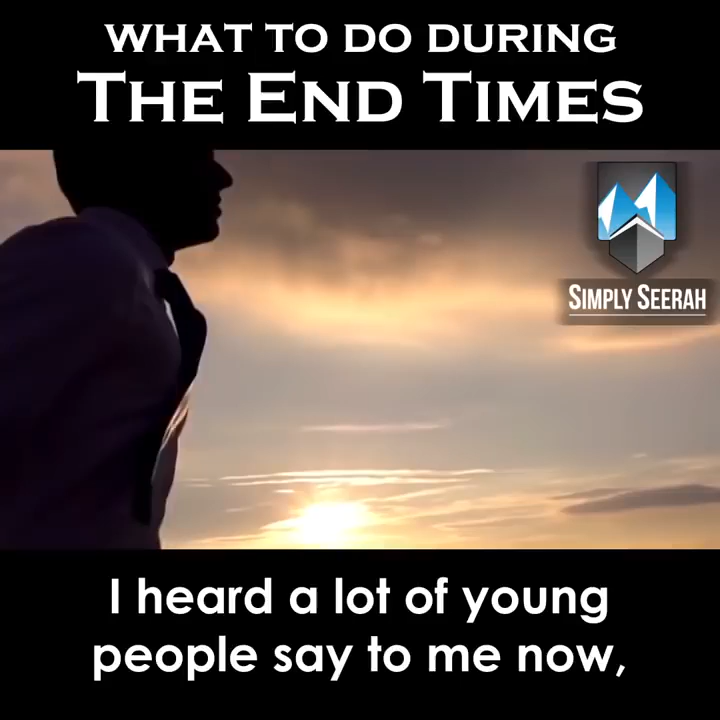 WHAT TO DO DURING
THE END TIMES
SIMPLY SEERAH
I heard a lot of young
people say to me now,